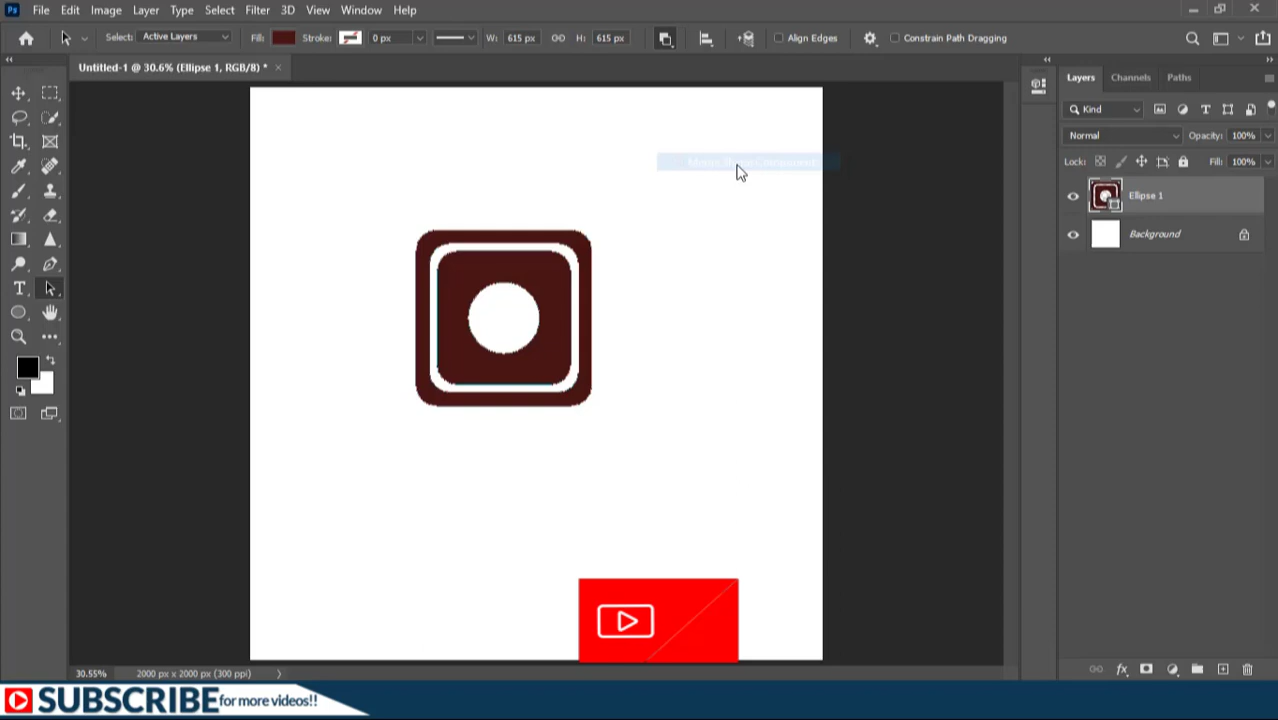 Ps File Edit Image Layer Type Select Filter 3D View Window Help
Select: Active Layers Fill: Stroke: 0 px W: 615 px H: 615 px Align Edges Constrain Path Dragging
Untitled-1 @ 30.6% (Ellipse 1, RGB/8) *
Layers Channels Paths
Kind
Normal Opacity: 100%
Lock: Fill: 100%
Ellipse 1
Background
30.55% 2000 px x 2000 px (300 ppi)
SUBSCRIBE for more videos!!